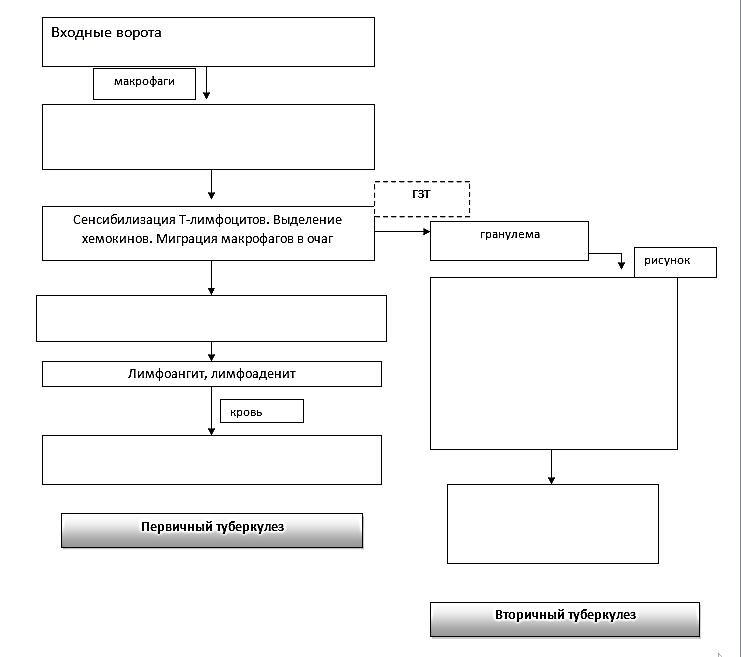 Входные ворота
макрофаги
ГЗТ
Сенсибилизация Т-лимфоцитов. Выделение
хемокинов. Миграция макрофагов в очаг
гранулема
рисунок
Лимфоангит, лимфоаденит
кровь
Первичный туберкулез
Вторичный туберкулез